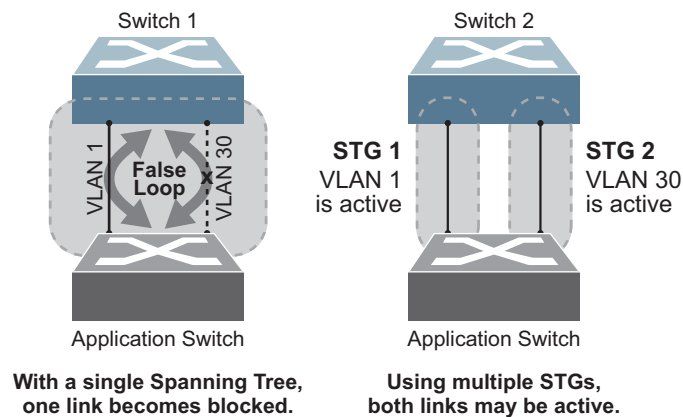 Switch 1
VLAN 1
False
Loop
x
VLAN 30
Application Switch
With a single Spanning Tree,
one link becomes blocked.
Switch 2
STG 1
VLAN 1
is active
STG 2
VLAN 30
is active
Application Switch
Using multiple STGs,
both links may be active.